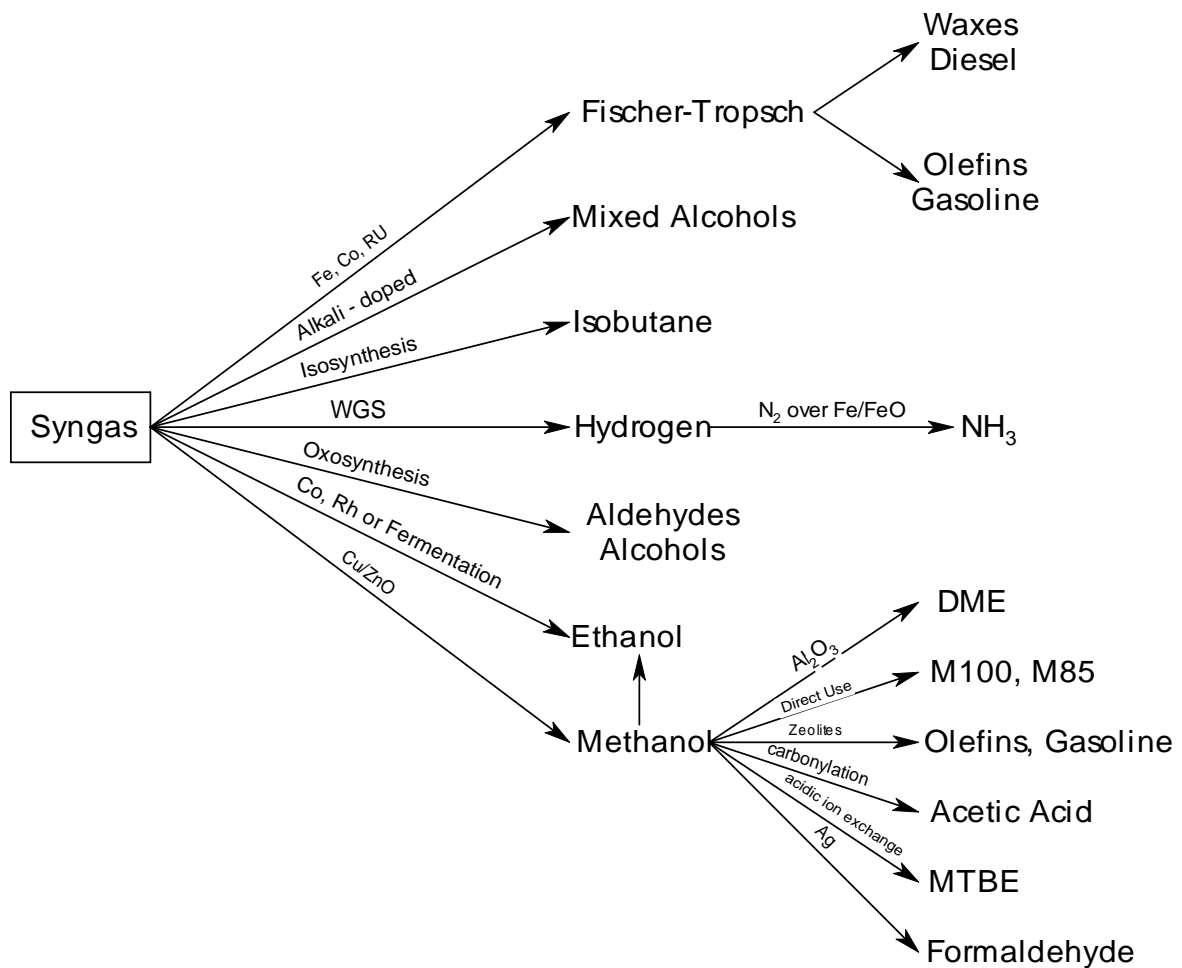 Waxes
Diesel
Fischer-Tropsch
Olefins
Gasoline
Fe, Co, RU
Mixed Alcohols
Alkali - doped
Isobutane
Isosynthesis
Syngas
WGS
Hydrogen
N2 over Fe/FeO
NH3
Oxosynthesis
Aldehydes
Alcohols
Co, Rh or Fermentation
Cu/ZnO
Ethanol
Methanol
Al2O3
DME
Direct Use
M100, M85
Zeolites
Olefins, Gasoline
carbonylation
Acetic Acid
acidic ion exchange
MTBE
Ag
Formaldehyde